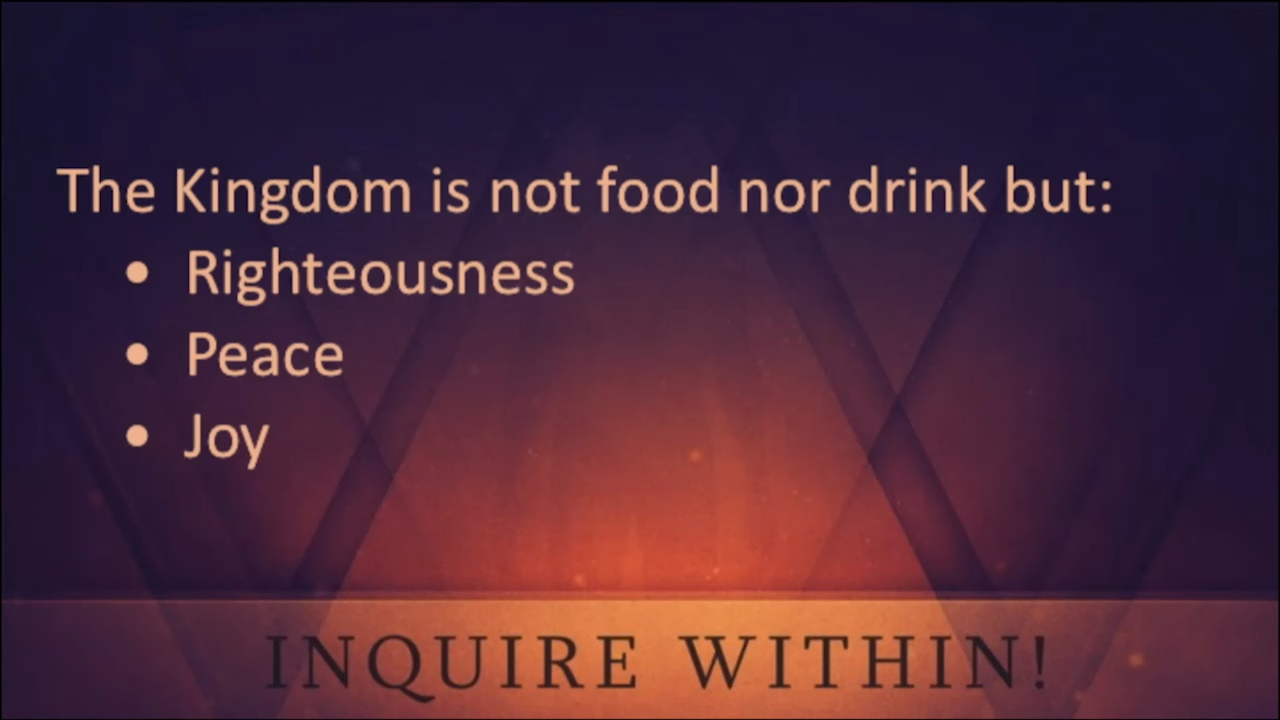 The Kingdom is not food nor drink but:
• Righteousness
• Peace
• Joy
INQUIRE WITHIN!